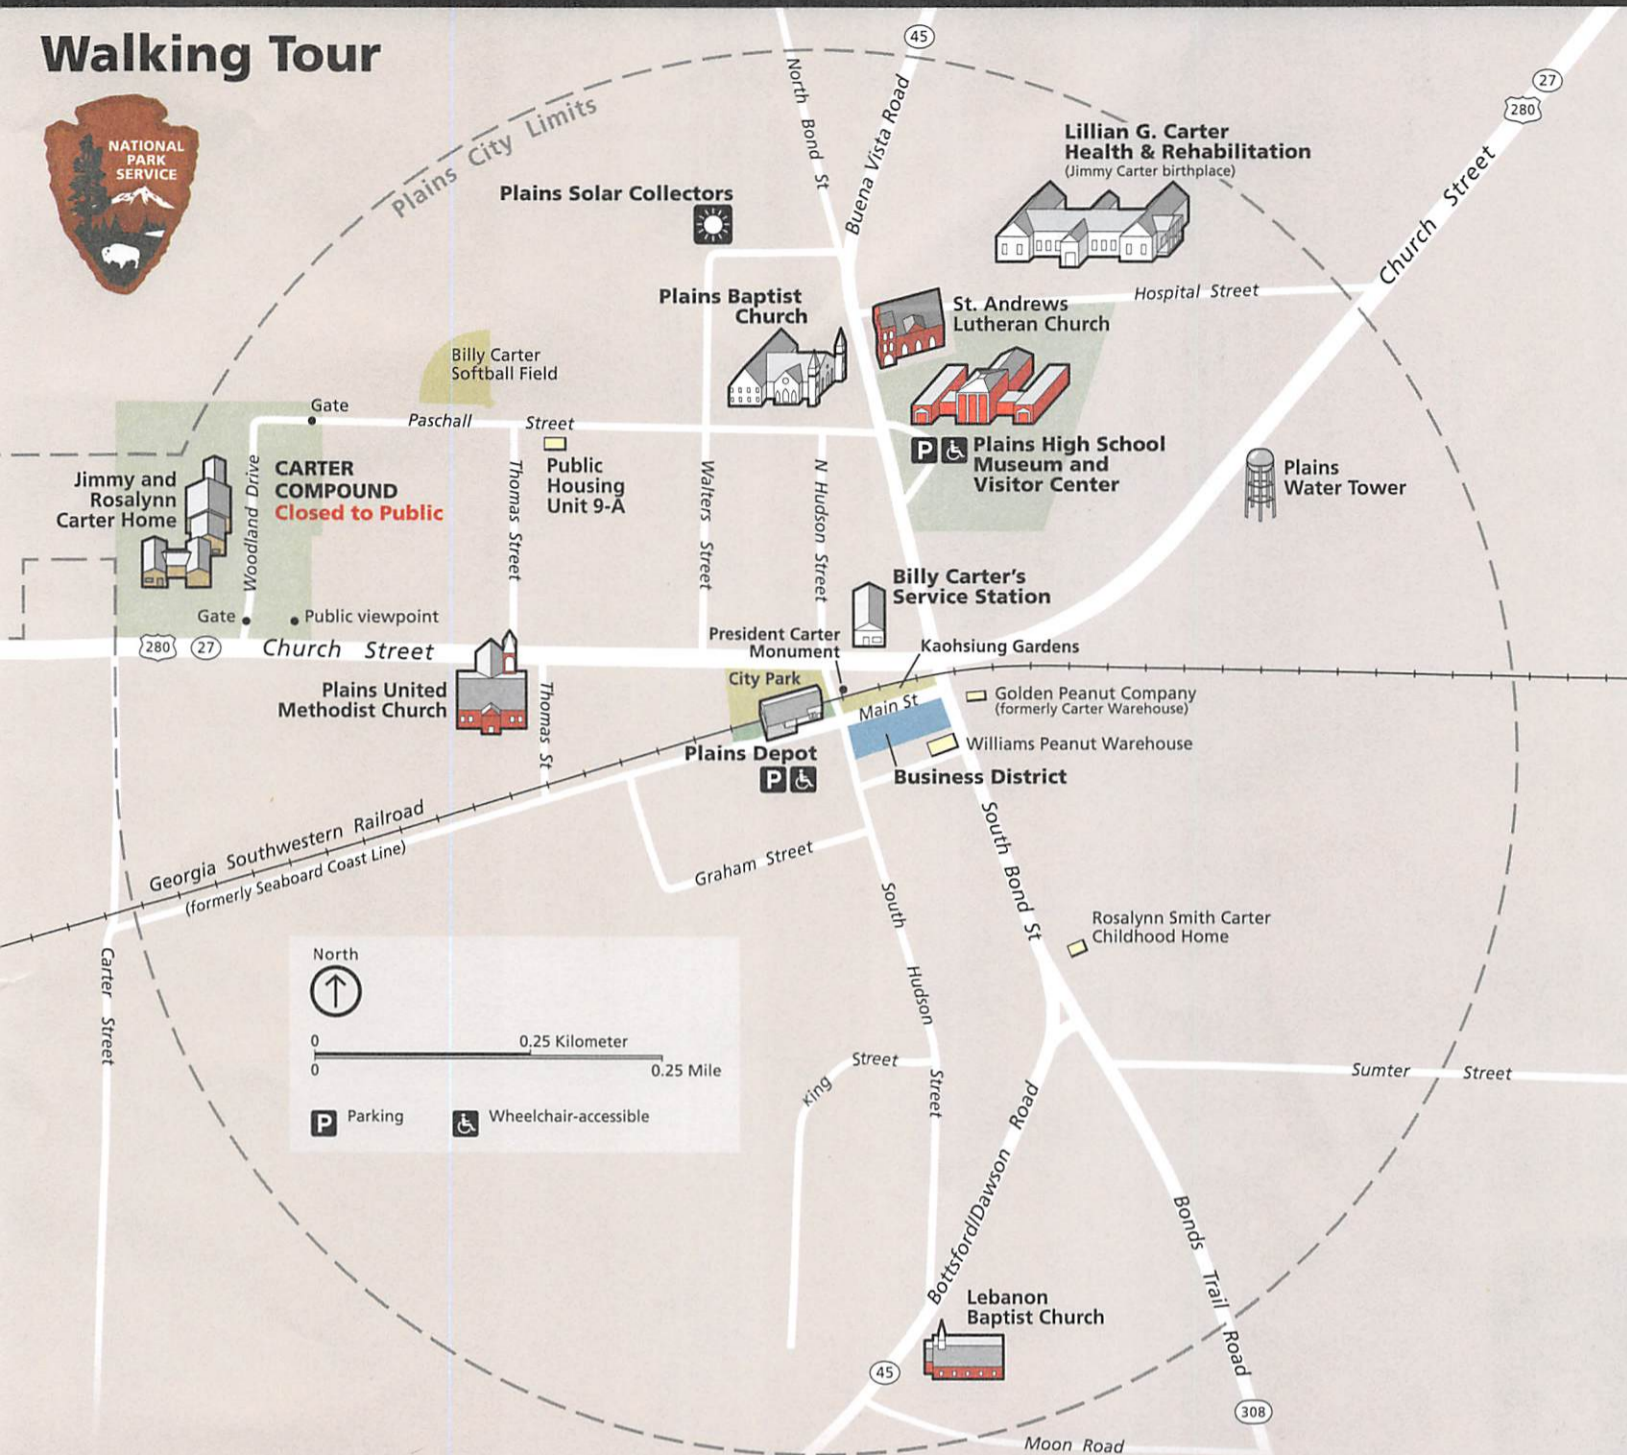 Walking Tour
NATIONAL
PARK
SERVICE
Plains City Limits
North Bond St
45
Buena Vista Road
27
280
Church Street
Lillian G. Carter
Health & Rehabilitation
(Jimmy Carter birthplace)
Plains Solar Collectors
Hospital Street
Plains Baptist
Church
St. Andrews
Lutheran Church
Billy Carter
Softball Field
Gate
Paschall Street
Public
Housing
Unit 9-A
P
Plains High School
Museum and
Visitor Center
Plains
Water Tower
Jimmy and
Rosalynn
Carter Home
Woodland Drive
CARTER
COMPOUND
Closed to Public
Thomas Street
Walters Street
N Hudson Street
Billy Carter's
Service Station
Gate
Public viewpoint
280
27
Church Street
President Carter
Monument
Kaohsiung Gardens
City Park
Main St
Golden Peanut Company
(formerly Carter Warehouse)
Plains United
Methodist Church
Thomas St
Williams Peanut Warehouse
Plains Depot
P
Business District
Georgia Southwestern Railroad
(formerly Seaboard Coast Line)
Graham Street
South Bond St
South Hudson Street
Rosalynn Smith Carter
Childhood Home
Carter Street
North
0
0.25 Kilometer
0
0.25 Mile
P
Parking
Wheelchair-accessible
King Street
Sumter Street
Bottsford/Dawson Road
Bonds Trail Road
Lebanon
Baptist Church
45
308
Moon Road